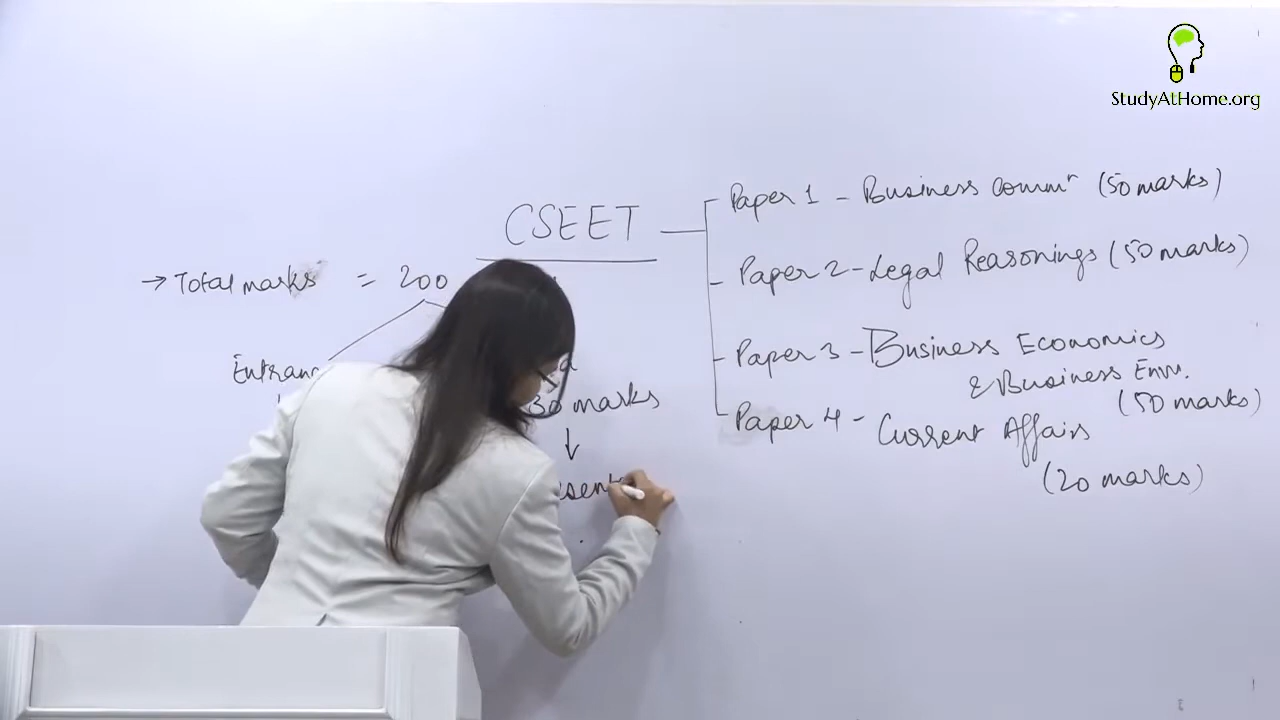 StudyAtHome.org
CSEET
Paper 1 - Business Commⁿ (50 marks)
Paper 2 - Legal Reasonings (50 marks)
Paper 3 - Business Economics
& Business Env.
(50 marks)
Paper 4 - Current Affairs
(20 marks)
→ Total marks = 200
30 marks